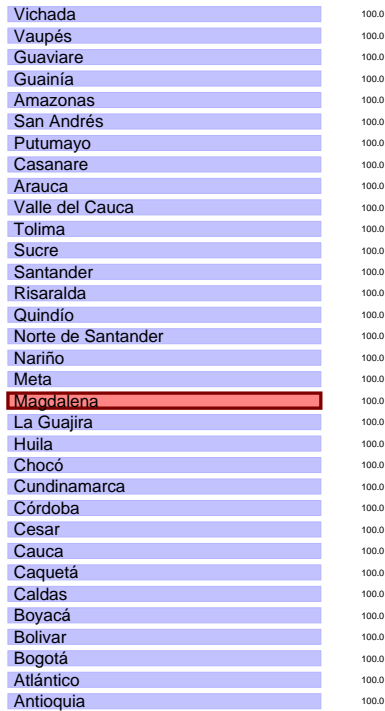 Vichada 100.0
Vaupés 100.0
Guaviare 100.0
Guainía 100.0
Amazonas 100.0
San Andrés 100.0
Putumayo 100.0
Casanare 100.0
Arauca 100.0
Valle del Cauca 100.0
Tolima 100.0
Sucre 100.0
Santander 100.0
Risaralda 100.0
Quindío 100.0
Norte de Santander 100.0
Nariño 100.0
Meta 100.0
Magdalena 100.0
La Guajira 100.0
Huila 100.0
Chocó 100.0
Cundinamarca 100.0
Córdoba 100.0
Cesar 100.0
Cauca 100.0
Caquetá 100.0
Caldas 100.0
Boyacá 100.0
Bolivar 100.0
Bogotá 100.0
Atlántico 100.0
Antioquia 100.0